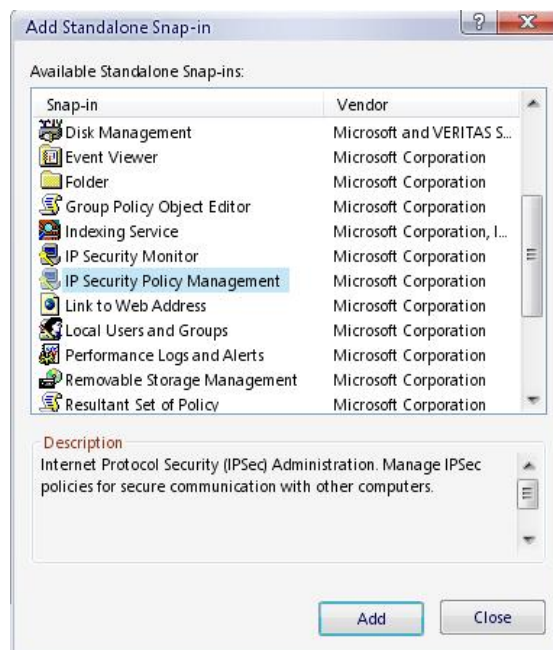 Add Standalone Snap-in
?
X
Available Standalone Snap-ins:
Snap-in Vendor
Disk Management Microsoft and VERITAS S...
Event Viewer Microsoft Corporation
Folder Microsoft Corporation
Group Policy Object Editor Microsoft Corporation
Indexing Service Microsoft Corporation, I...
IP Security Monitor Microsoft Corporation
IP Security Policy Management Microsoft Corporation
Link to Web Address Microsoft Corporation
Local Users and Groups Microsoft Corporation
Performance Logs and Alerts Microsoft Corporation
Removable Storage Management Microsoft Corporation
Resultant Set of Policy Microsoft Corporation
Description
Internet Protocol Security (IPSec) Administration. Manage IPSec
policies for secure communication with other computers.
Add Close